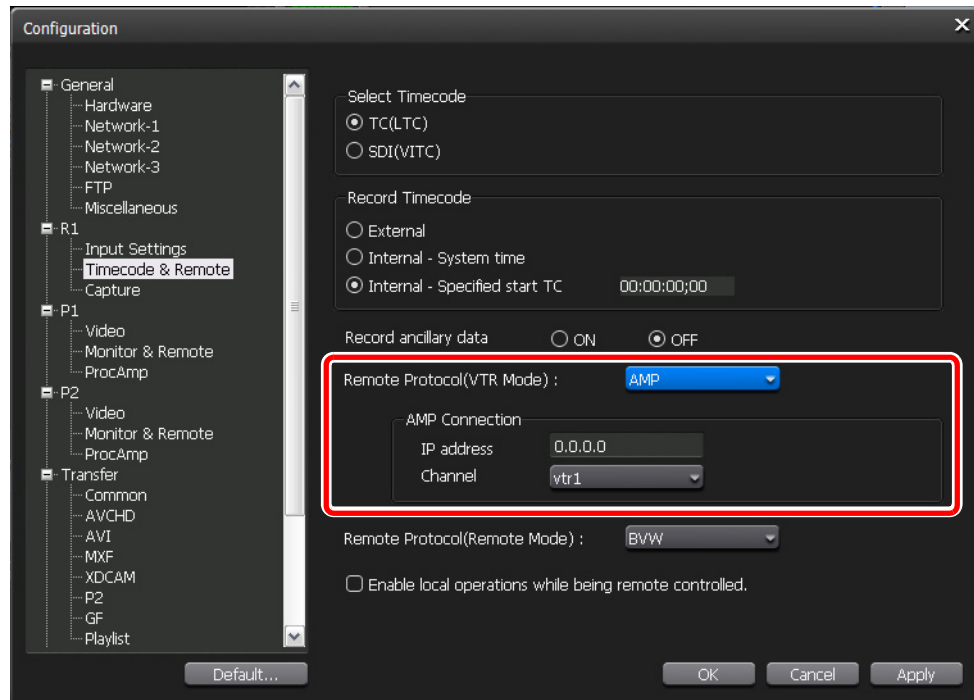 Configuration
General
Hardware
Network-1
Network-2
Network-3
FTP
Miscellaneous
R1
Input Settings
Timecode & Remote
Capture
P1
Video
Monitor & Remote
ProcAmp
P2
Video
Monitor & Remote
ProcAmp
Transfer
Common
AVCHD
AVI
MXF
XDCAM
P2
GF
Playlist
Default...
Select Timecode
TC(LTC)
SDI(VITC)
Record Timecode
External
Internal - System time
Internal - Specified start TC 00:00:00;00
Record ancillary data ON OFF
Remote Protocol(VTR Mode) : AMP
AMP Connection
IP address 0.0.0.0
Channel vtr1
Remote Protocol(Remote Mode) : BVW
Enable local operations while being remote controlled.
OK Cancel Apply